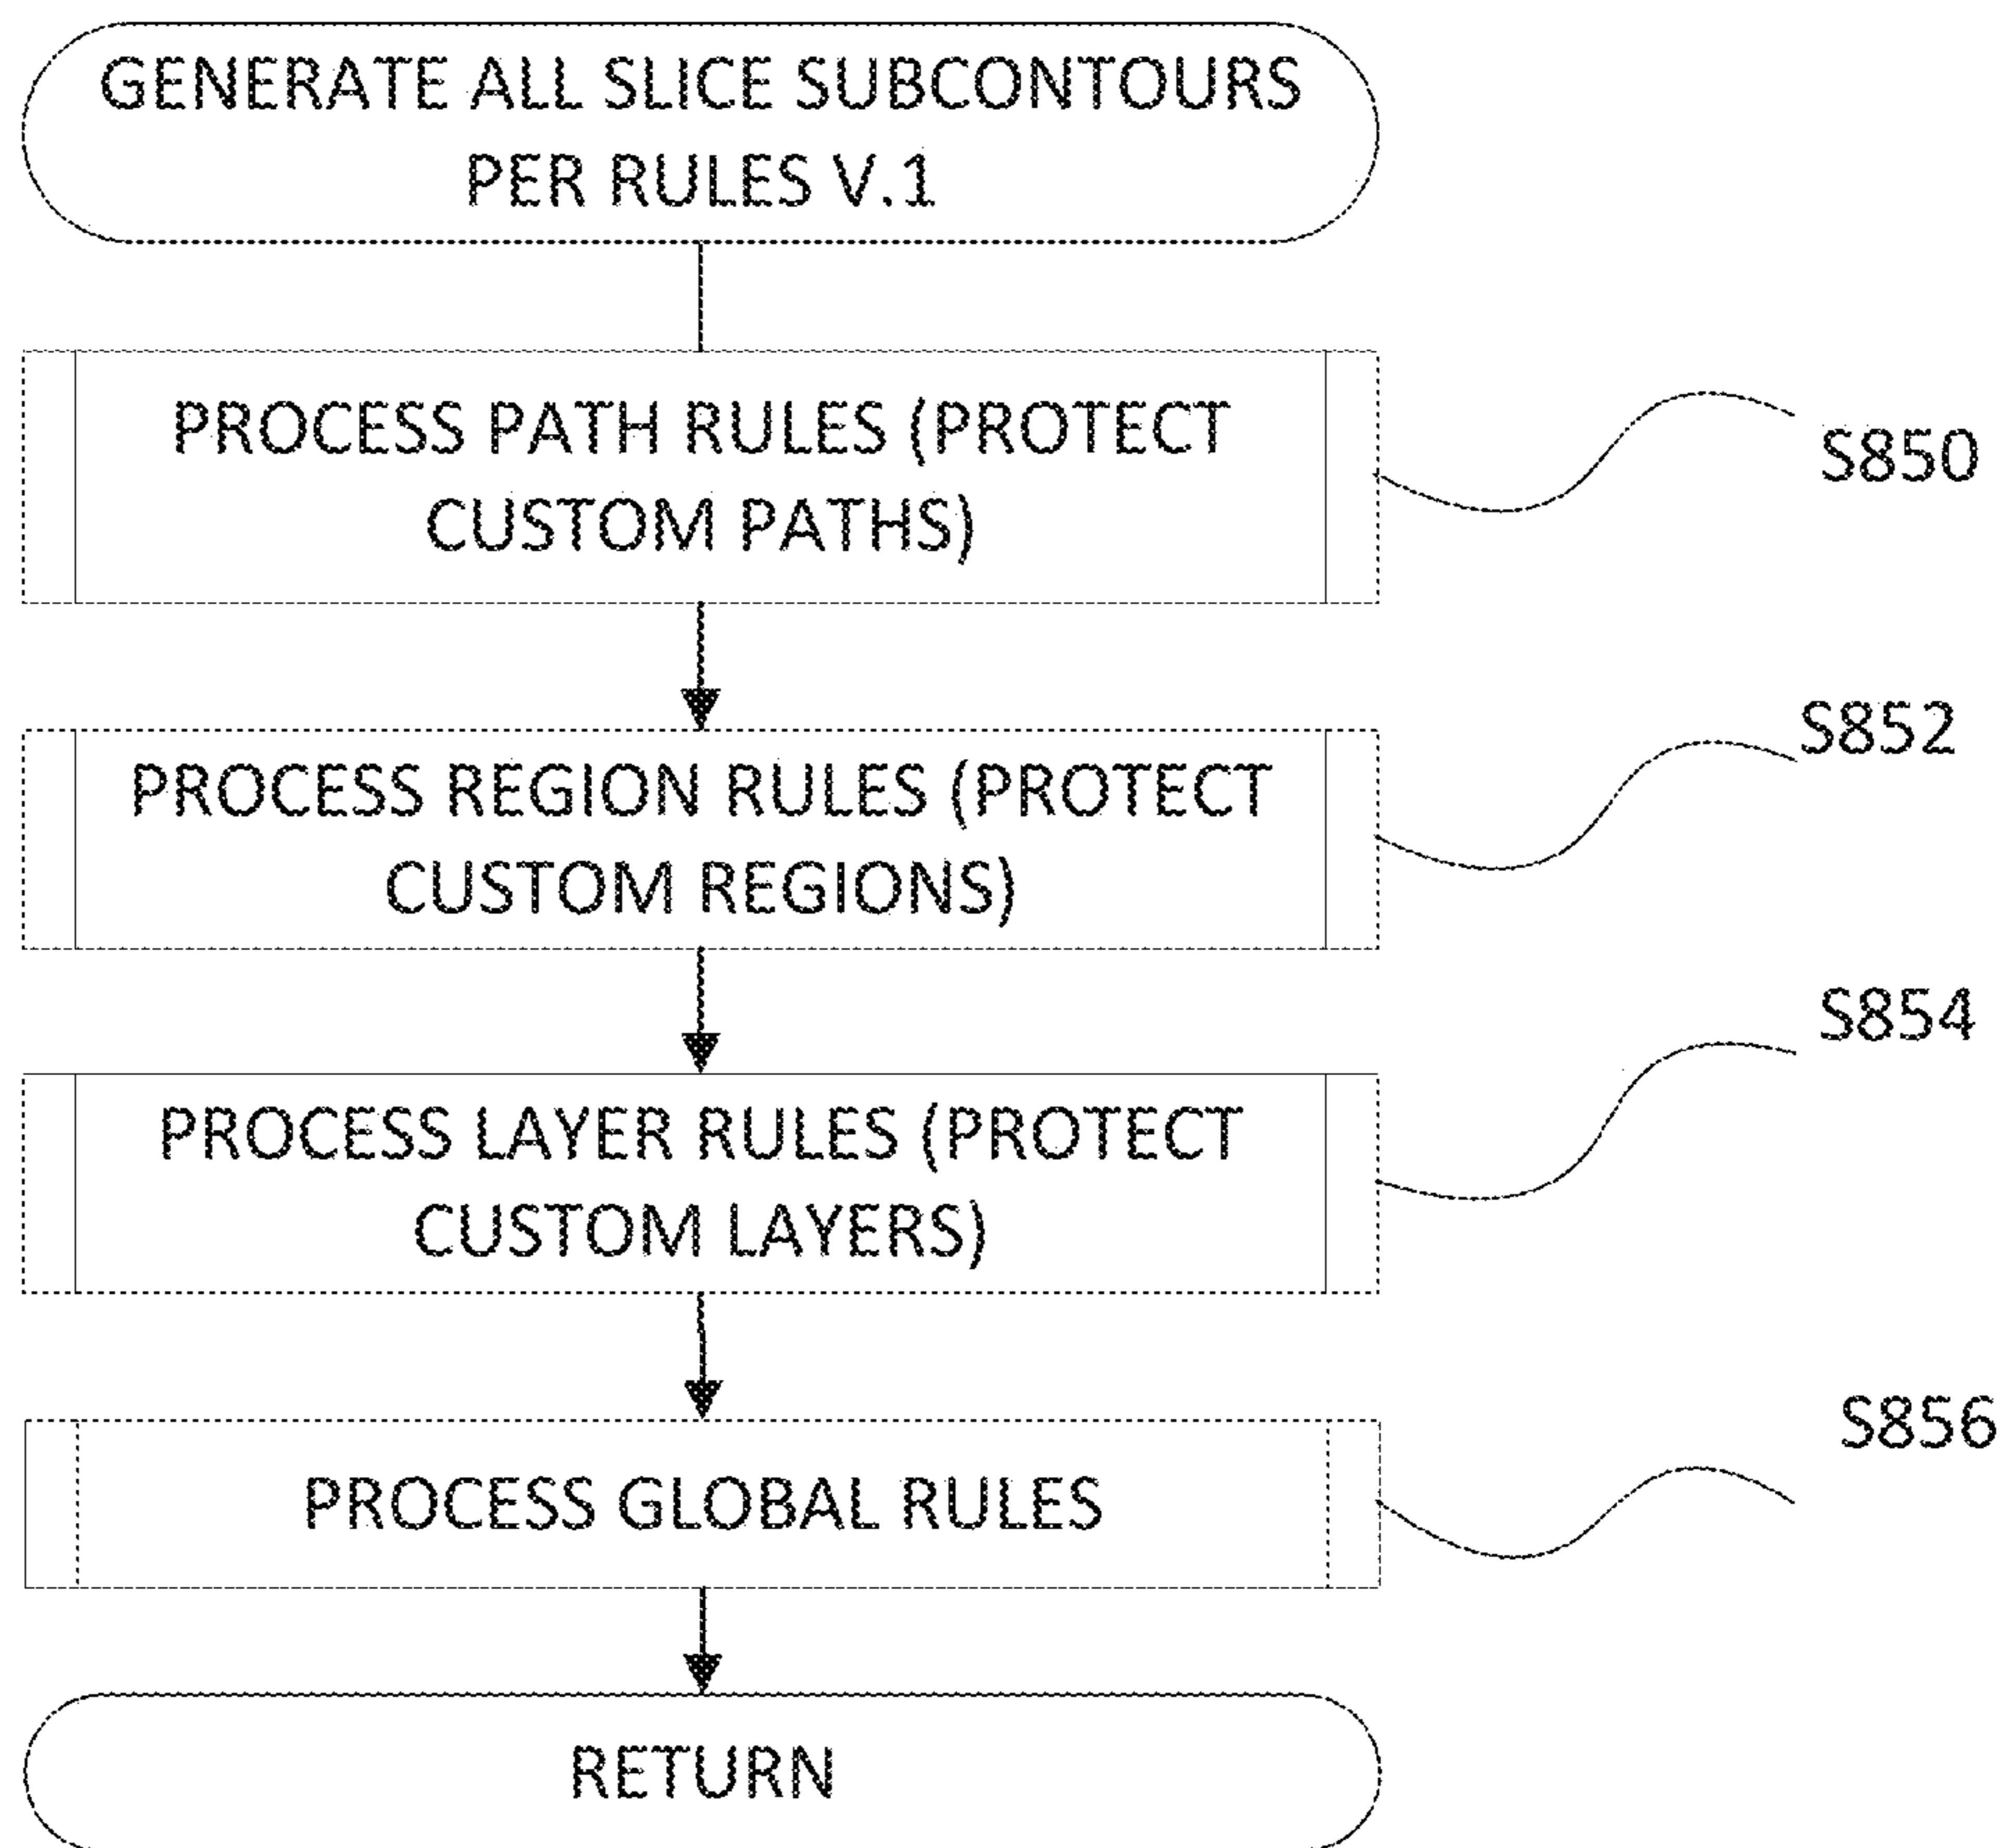 GENERATE ALL SLICE SUBCONTOURS
PER RULES V.1
PROCESS PATH RULES (PROTECT
CUSTOM PATHS)
S850
S852
PROCESS REGION RULES (PROTECT
CUSTOM REGIONS)
S854
PROCESS LAYER RULES (PROTECT
CUSTOM LAYERS)
S856
PROCESS GLOBAL RULES
RETURN